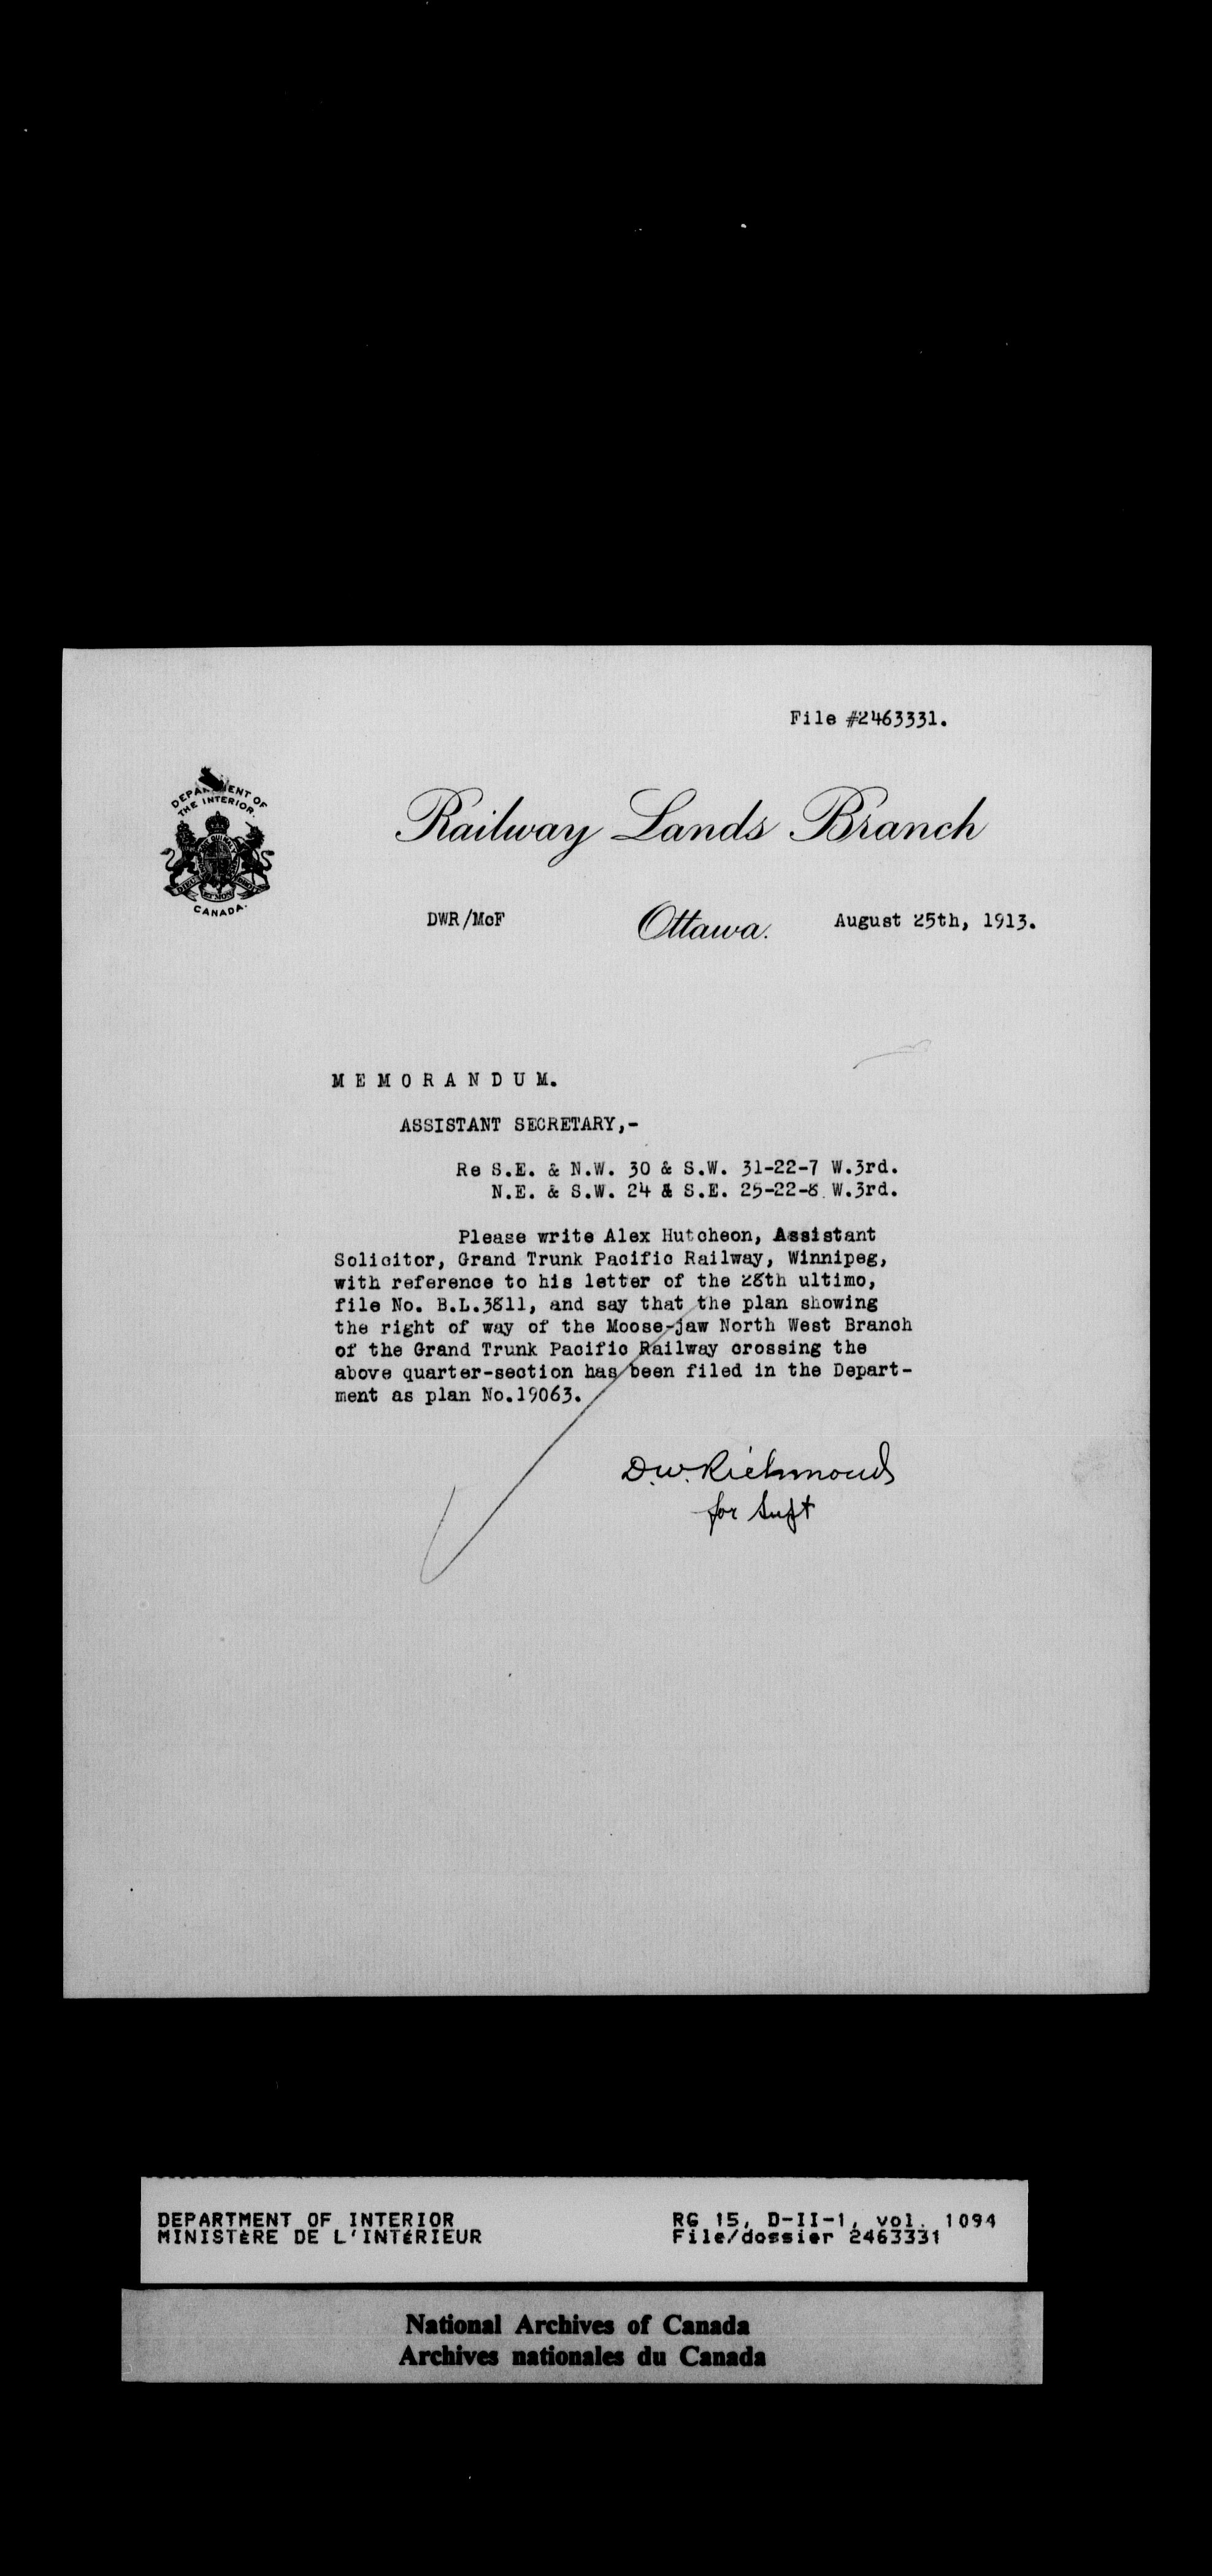 File #2463331.
DEPARTMENT OF
THE INTERIOR.
CANADA.
Railway Lands Branch
DWR/McF Ottawa. August 25th, 1913.
MEMORANDUM.
ASSISTANT SECRETARY,-
Re S.E. & N.W. 30 & S.W. 31-22-7 W.3rd.
N.E. & S.W. 24 & S.E. 25-22-8 W.3rd.
Please write Alex Hutcheon, Assistant
Solicitor, Grand Trunk Pacific Railway, Winnipeg,
with reference to his letter of the 28th ultimo,
file No. B.L.3811, and say that the plan showing
the right of way of the Moose-jaw North West Branch
of the Grand Trunk Pacific Railway crossing the
above quarter-section has been filed in the Depart-
ment as plan No.19063.
D.W. Richmond
for Supt
DEPARTMENT OF INTERIOR RG 15, D-II-1, vol. 1094
MINISTÈRE DE L'INTÉRIEUR File/dossier 2463331
National Archives of Canada
Archives nationales du Canada